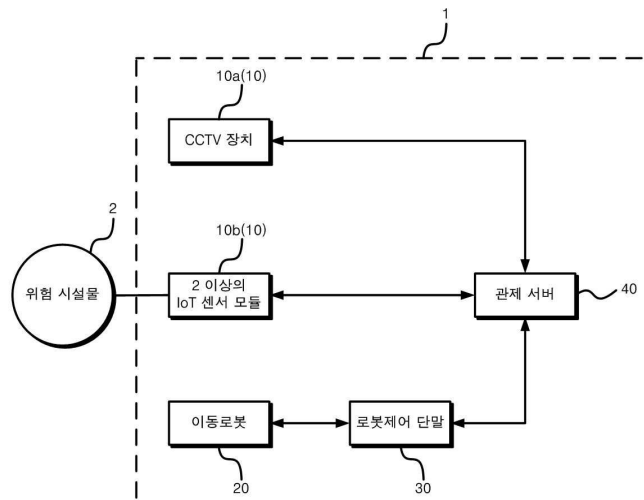 1
10a(10)
CCTV 장치
2
10b(10)
위험 시설물
2 이상의
IoT 센서 모듈
관제 서버
40
이동로봇
로봇제어 단말
20
30